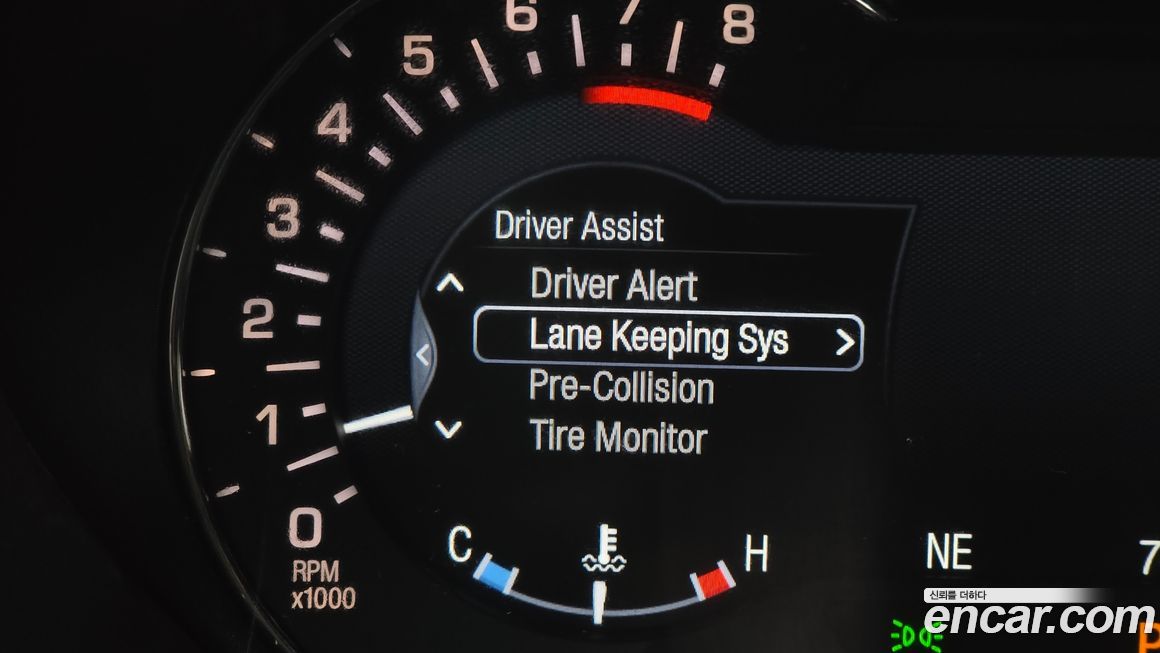 8
7
6
5
4
3
2
1
0
RPM
x1000
Driver Assist
Driver Alert
Lane Keeping Sys
Pre-Collision
Tire Monitor
C
H
NE
7
신뢰를 더하다
encar.com
P